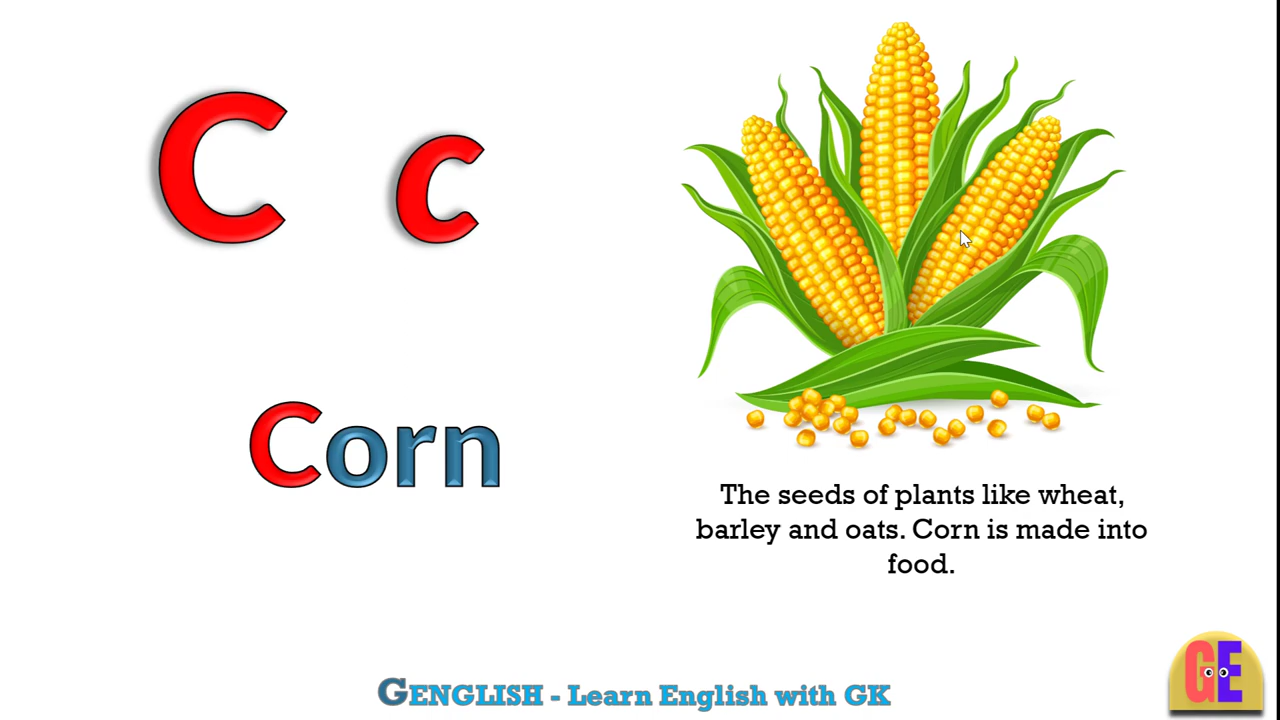 C c
Corn
The seeds of plants like wheat,
barley and oats. Corn is made into
food.
GENGLISH - Learn English with GK
GE